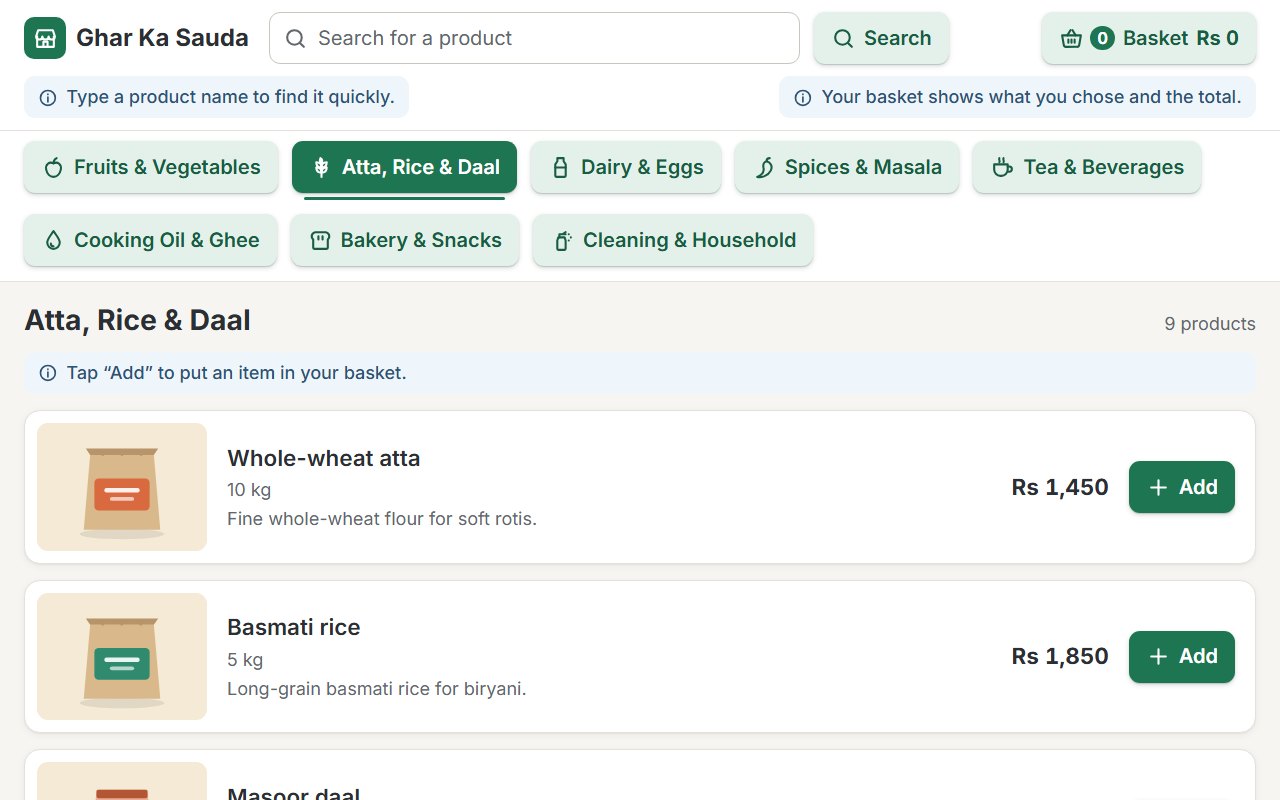 Ghar Ka Sauda
Search for a product
Search
0 Basket Rs 0
Type a product name to find it quickly.
Your basket shows what you chose and the total.
Fruits & Vegetables
Atta, Rice & Daal
Dairy & Eggs
Spices & Masala
Tea & Beverages
Cooking Oil & Ghee
Bakery & Snacks
Cleaning & Household
Atta, Rice & Daal
9 products
Tap “Add” to put an item in your basket.
Whole-wheat atta
10 kg
Fine whole-wheat flour for soft rotis.
Rs 1,450
Add
Basmati rice
5 kg
Long-grain basmati rice for biryani.
Rs 1,850
Add
Masoor daal